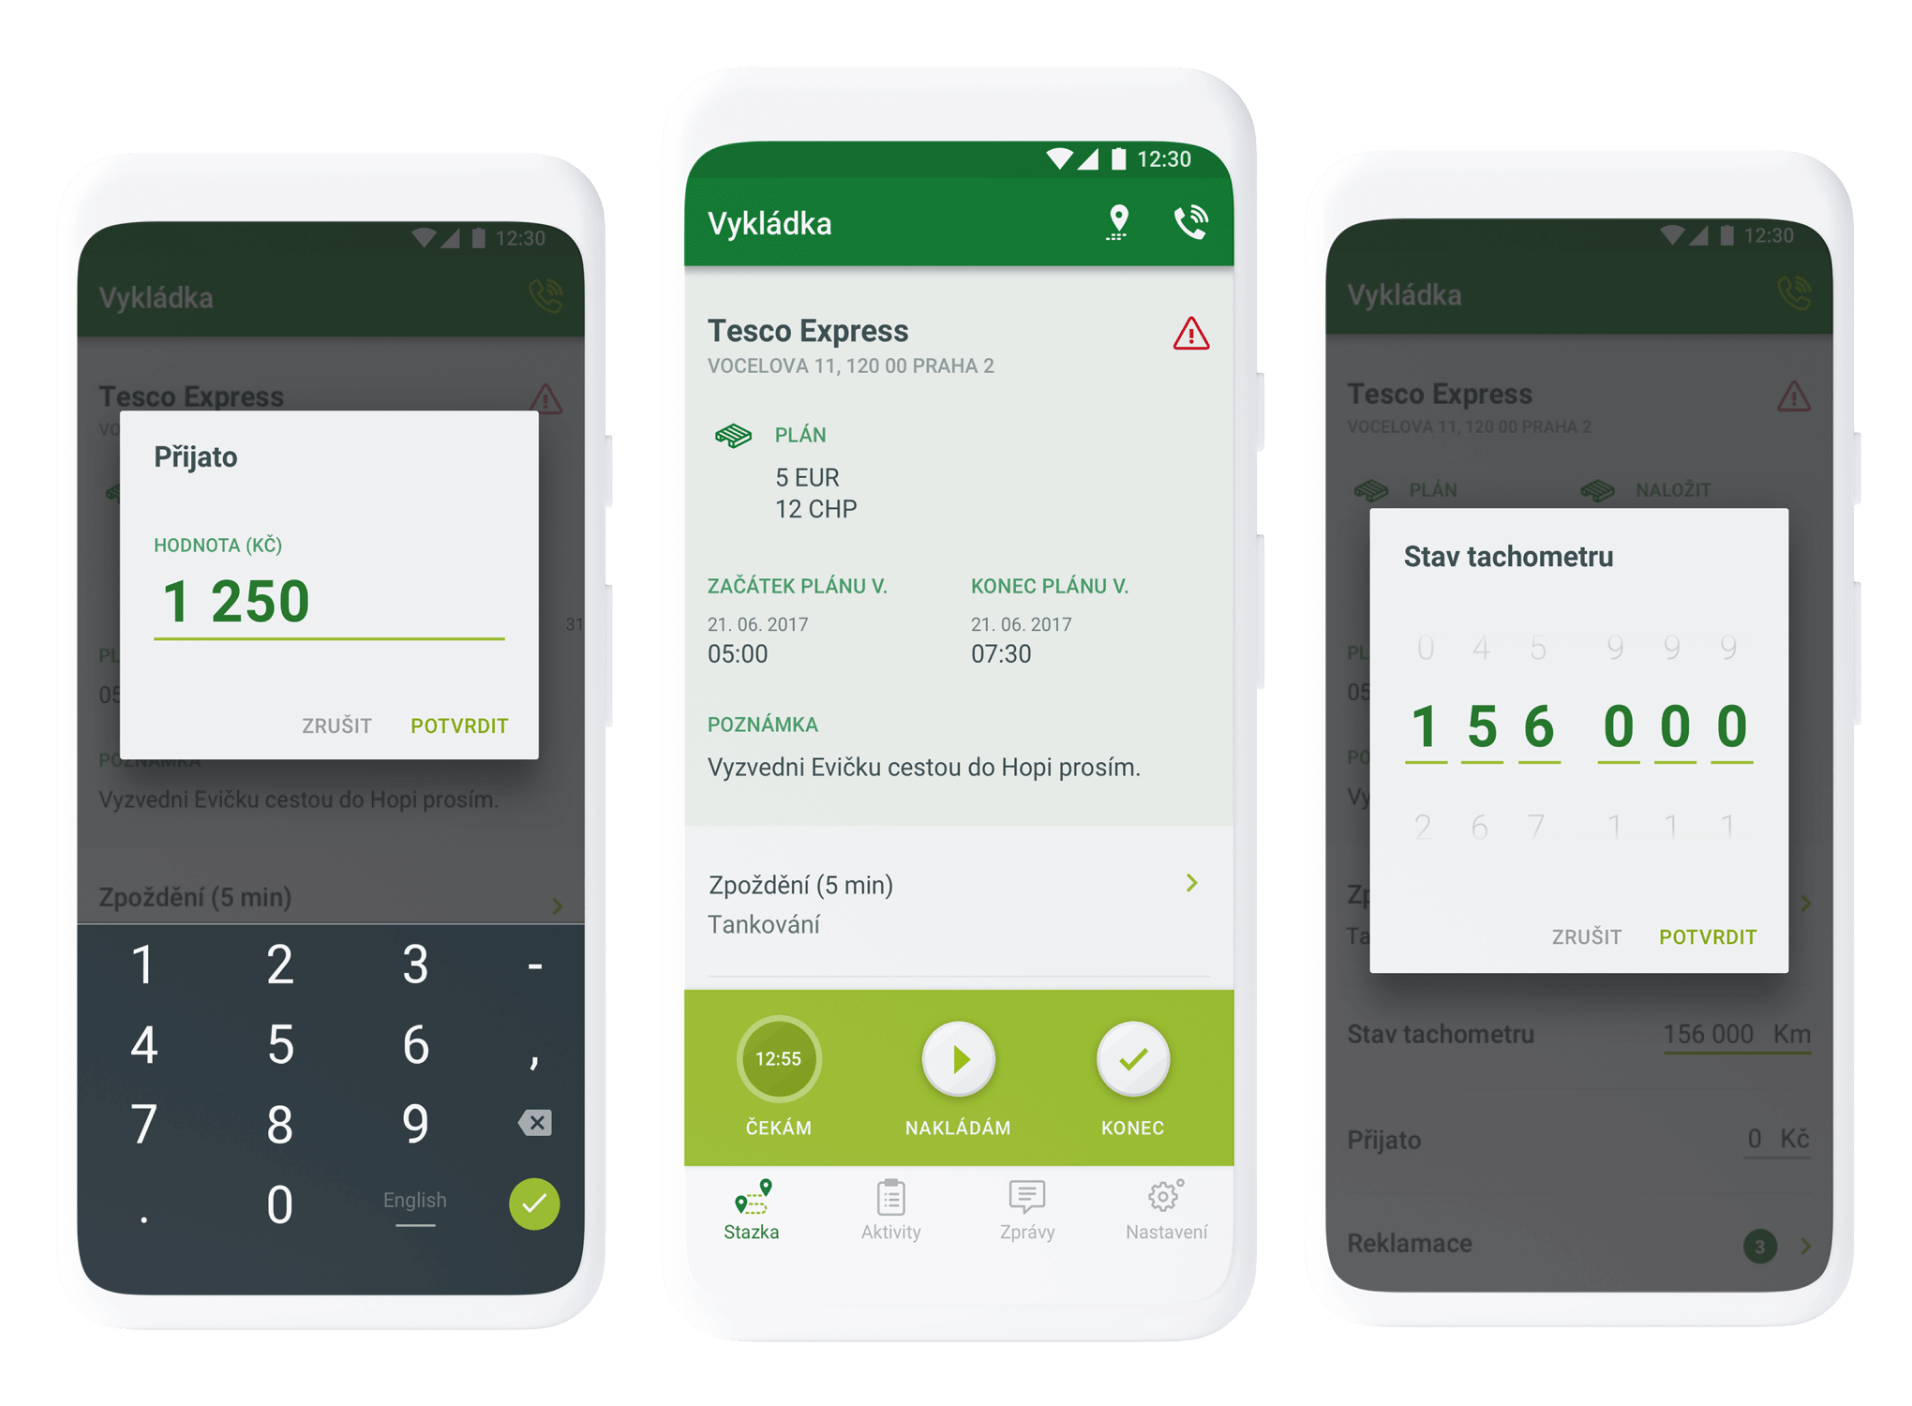 12:30
Vykládka
Tesco Express
VO
Přijato
HODNOTA (KČ)
1 250
31
PL
05
ZRUŠIT POTVRDIT
POZNÁMKA
Vyzvedni Evičku cestou do Hopi prosím.
Zpoždění (5 min)
1 2 3 -
4 5 6 ,
7 8 9
. 0 English
12:30
Vykládka
Tesco Express
VOCELOVA 11, 120 00 PRAHA 2
PLÁN
5 EUR
12 CHP
ZAČÁTEK PLÁNU V. KONEC PLÁNU V.
21. 06. 2017 21. 06. 2017
05:00 07:30
POZNÁMKA
Vyzvedni Evičku cestou do Hopi prosím.
Zpoždění (5 min)
Tankování
12:55
ČEKÁM NAKLÁDÁM KONEC
Stazka Aktivity Zprávy Nastavení
12:30
Vykládka
Tesco Express
VOCELOVA 11, 120 00 PRAHA 2
PLÁN NALOŽIT
Stav tachometru
0 4 5 9 9 9
1 5 6 0 0 0
2 6 7 1 1 1
PL
05
PO
Vy
Zp
Ta
ZRUŠIT POTVRDIT
Stav tachometru 156 000 Km
Přijato 0 Kč
Reklamace 3